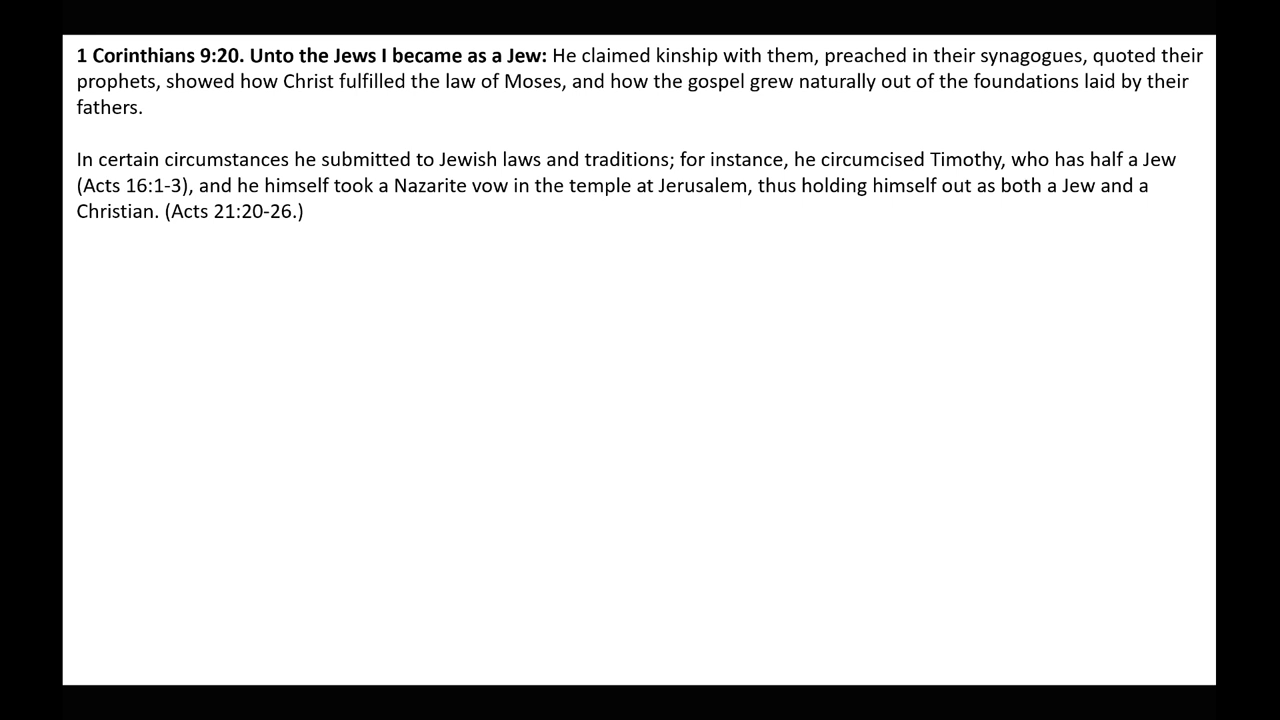 1 Corinthians 9:20. Unto the Jews I became as a Jew: He claimed kinship with them, preached in their synagogues, quoted their
prophets, showed how Christ fulfilled the law of Moses, and how the gospel grew naturally out of the foundations laid by their
fathers.
In certain circumstances he submitted to Jewish laws and traditions; for instance, he circumcised Timothy, who has half a Jew
(Acts 16:1-3), and he himself took a Nazarite vow in the temple at Jerusalem, thus holding himself out as both a Jew and a
Christian. (Acts 21:20-26.)